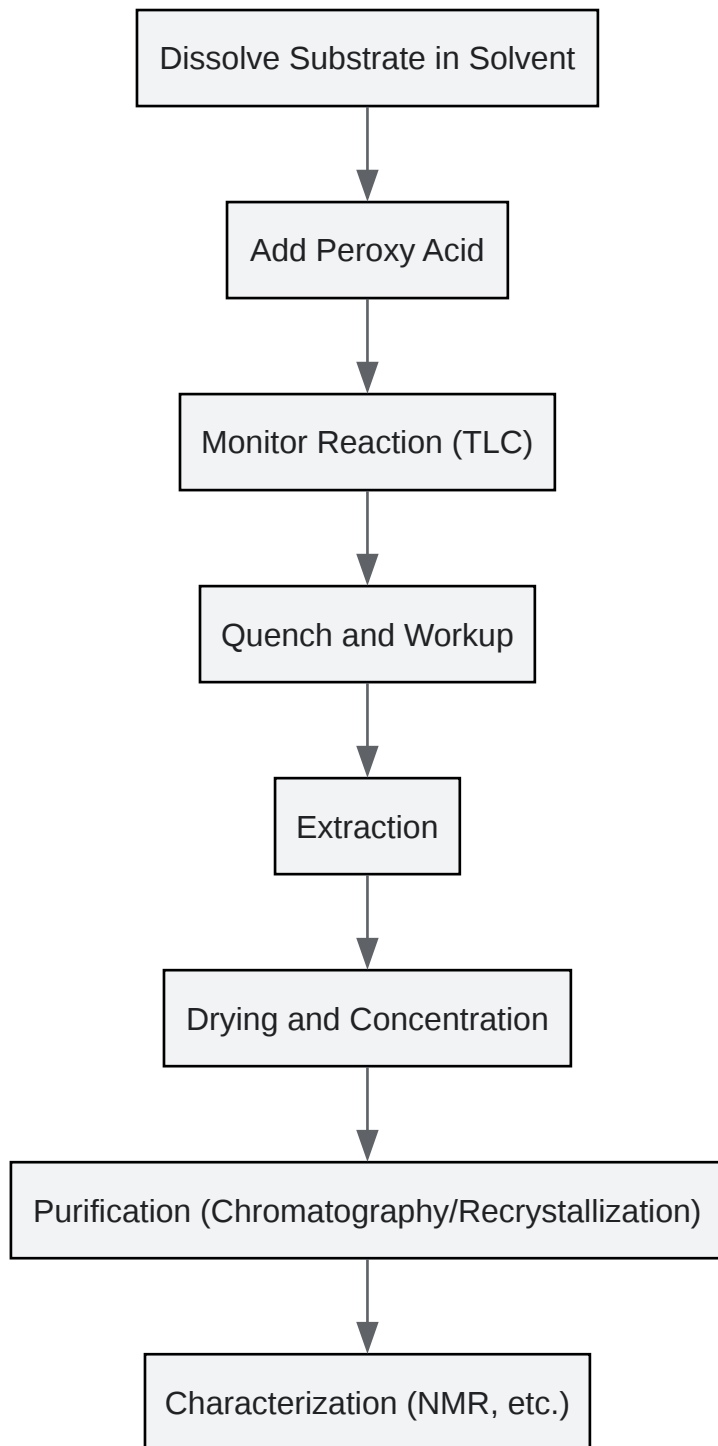 Dissolve Substrate in Solvent
Add Peroxy Acid
Monitor Reaction (TLC)
Quench and Workup
Extraction
Drying and Concentration
Purification (Chromatography/Recrystallization)
Characterization (NMR, etc.)